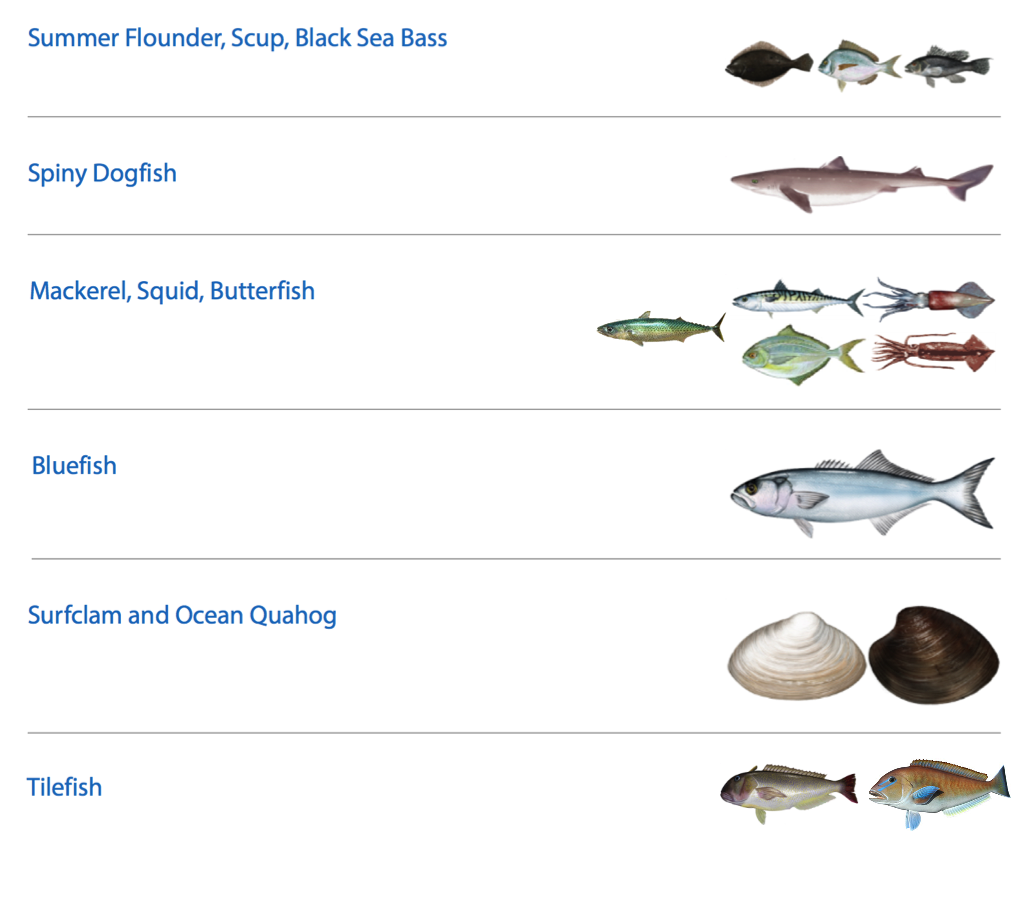 Summer Flounder, Scup, Black Sea Bass
Spiny Dogfish
Mackerel, Squid, Butterfish
Bluefish
Surfclam and Ocean Quahog
Tilefish